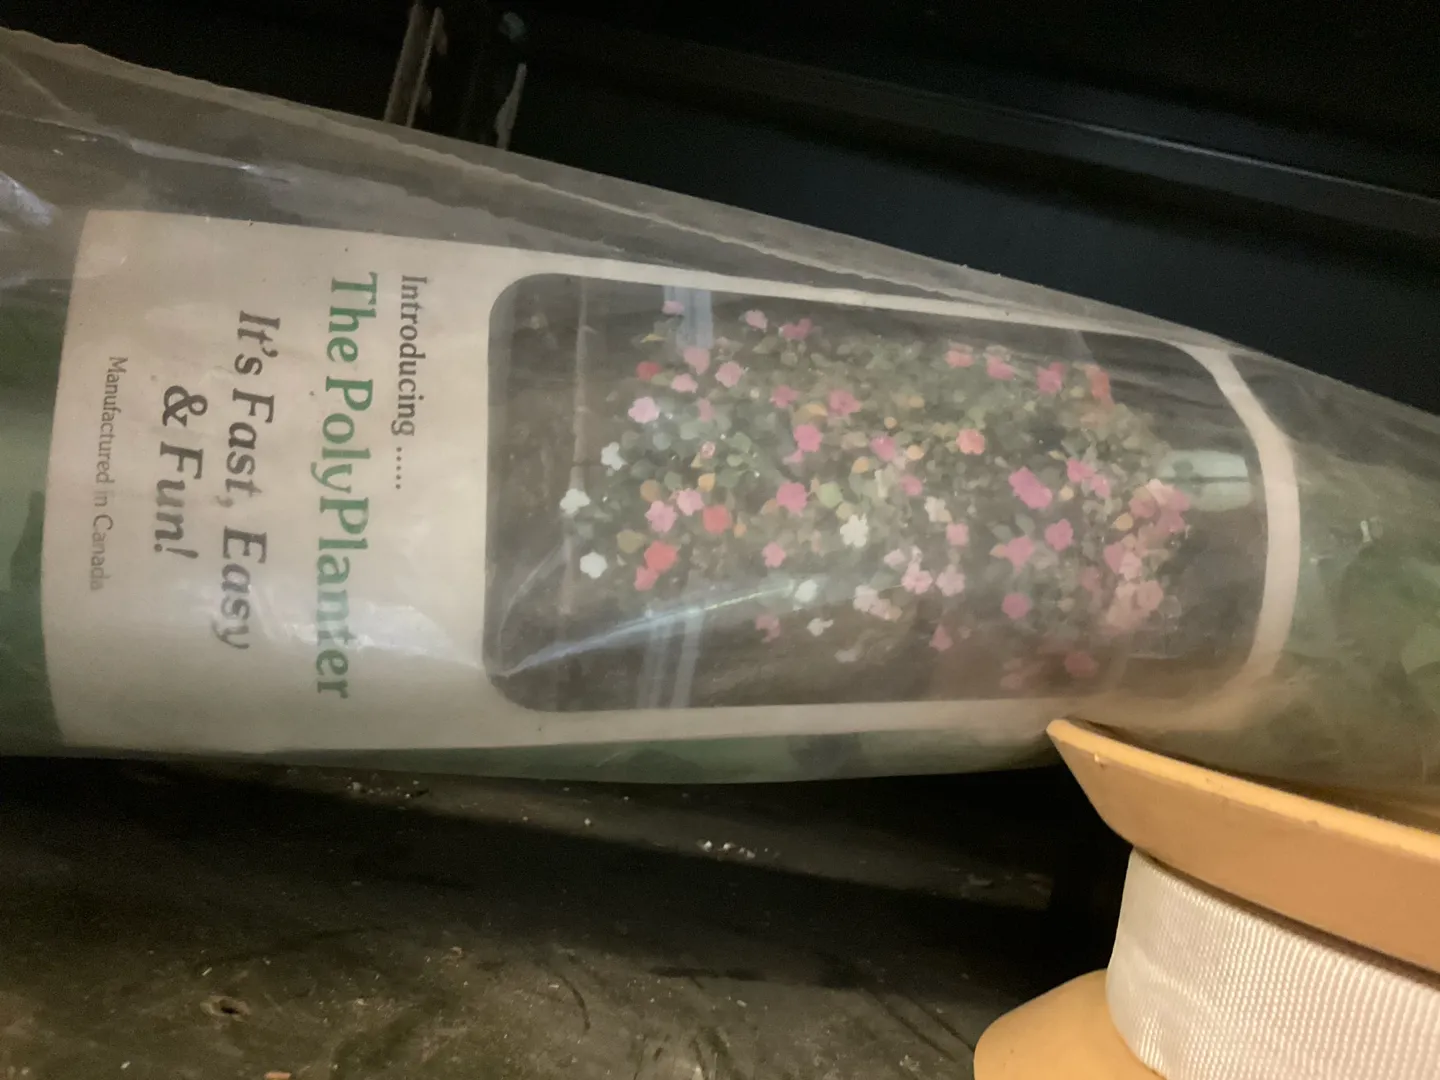 Introducing .....
The PolyPlanter
It's Fast, Easy
& Fun!
Manufactured in Canada